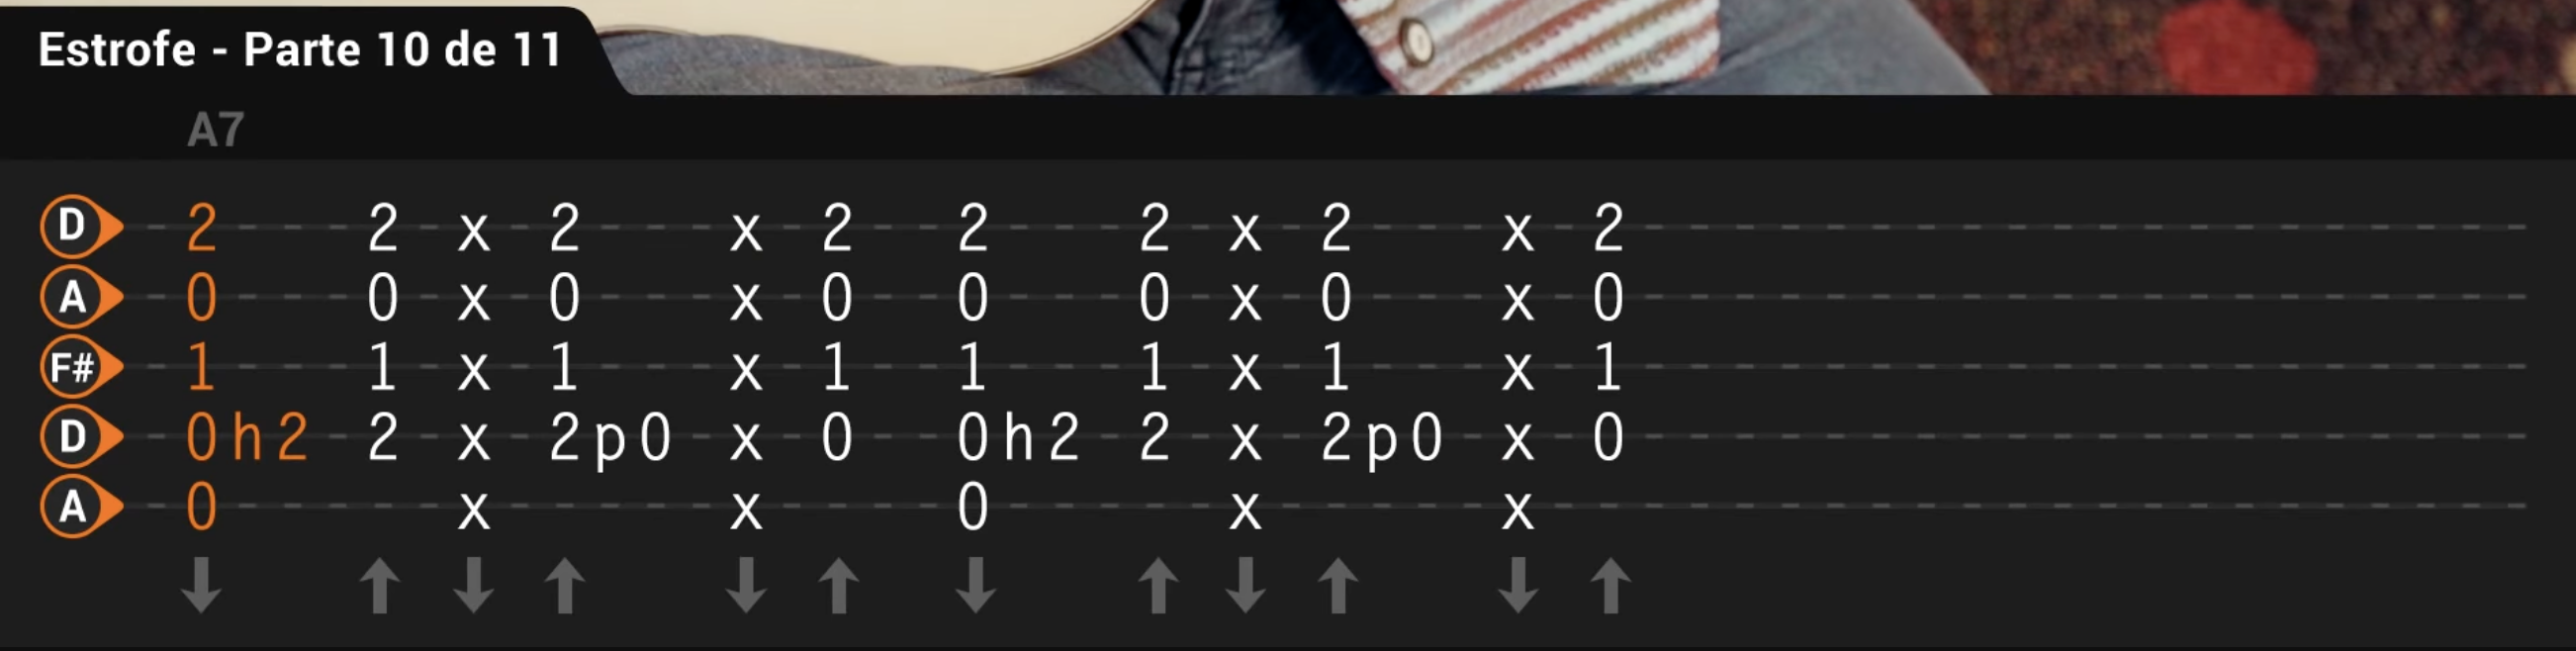 Estrofe - Parte 10 de 11
A7
D 2 2 x 2 x 2 2 2 x 2 x 2
A 0 0 x 0 x 0 0 0 x 0 x 0
F# 1 1 x 1 x 1 1 1 x 1 x 1
D 0h2 2 x 2p0 x 0 0h2 2 x 2p0 x 0
A 0 x x 0 x x